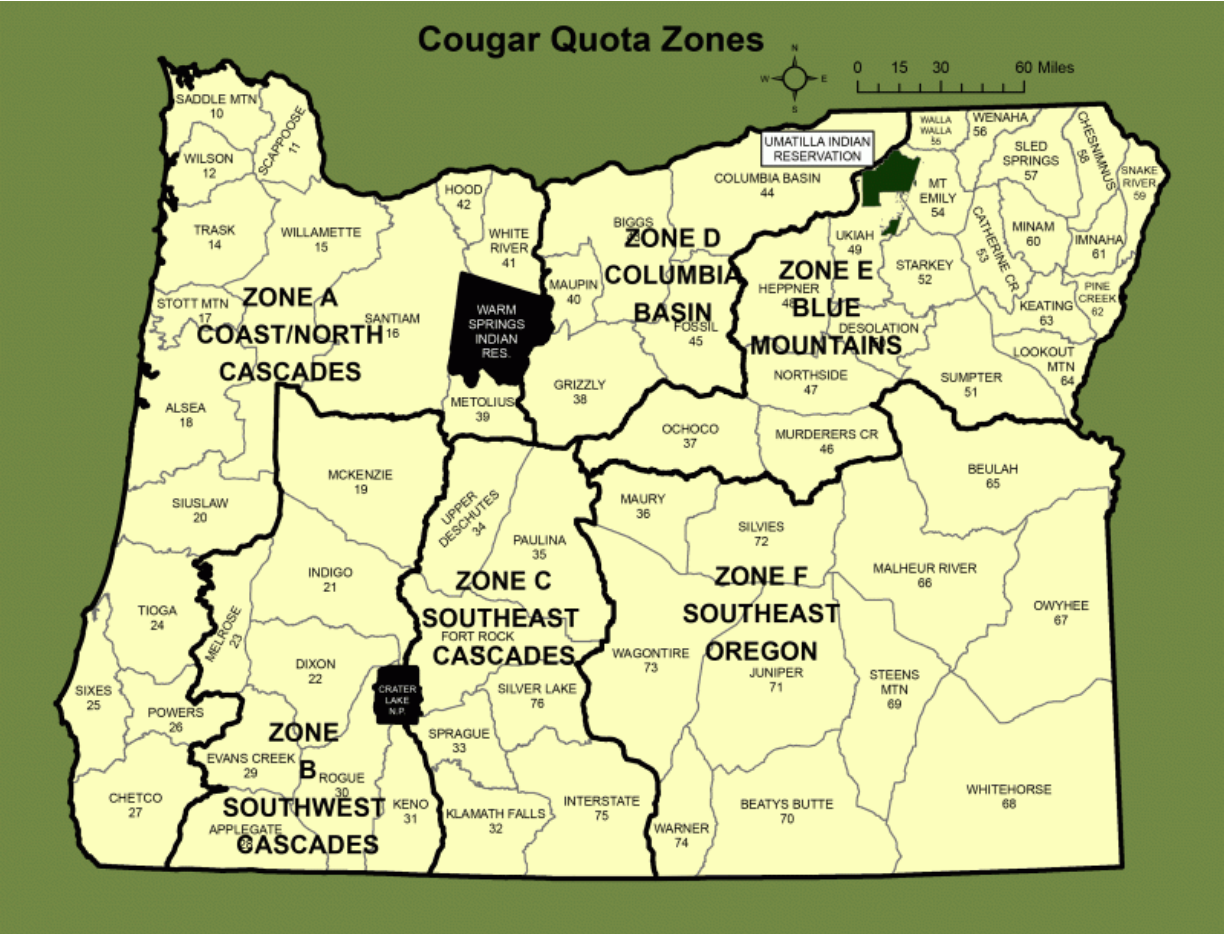 Cougar Quota Zones
N
W
E
S
0 15 30 60 Miles
SADDLE MTN
10
SCAPPOOSE
11
WILSON
12
TRASK
14
WILLAMETTE
15
STOTT MTN
17
SANTIAM
16
ZONE A
COAST/NORTH
CASCADES
ALSEA
18
SIUSLAW
20
TIOGA
24
SIXES
25
POWERS
26
CHETCO
27
HOOD
42
WHITE
RIVER
41
WARM
SPRINGS
INDIAN
RES.
METOLIUS
39
MCKENZIE
19
INDIGO
21
MELROSE
23
DIXON
22
CRATER
LAKE
N.P.
ZONE
B
SOUTHWEST
CASCADES
EVANS CREEK
29
ROGUE
30
APPLEGATE
KENO
31
UPPER
DESCHUTES
34
PAULINA
35
ZONE C
SOUTHEAST
CASCADES
FORT ROCK
SILVER LAKE
76
SPRAGUE
33
KLAMATH FALLS
32
INTERSTATE
75
UMATILLA INDIAN
RESERVATION
COLUMBIA BASIN
44
BIGGS
ZONE D
COLUMBIA
BASIN
MAUPIN
40
FOSSIL
45
GRIZZLY
38
WALLA
WALLA
55
WENAHA
56
SLED
SPRINGS
57
CHESNIMNUS
58
SNAKE
RIVER
59
MT
EMILY
54
MINAM
60
IMNAHA
61
CATHERINE CR
53
UKIAH
49
STARKEY
52
ZONE E
BLUE
MOUNTAINS
HEPPNER
48
DESOLATION
PINE
CREEK
62
KEATING
63
LOOKOUT
MTN
64
SUMPTER
51
NORTHSIDE
47
OCHOCO
37
MURDERERS CR
46
BEULAH
65
MAURY
36
SILVIES
72
MALHEUR RIVER
66
OWYHEE
67
ZONE F
SOUTHEAST
OREGON
WAGONTIRE
73
JUNIPER
71
STEENS
MTN
69
WARNER
74
BEATYS BUTTE
70
WHITEHORSE
68